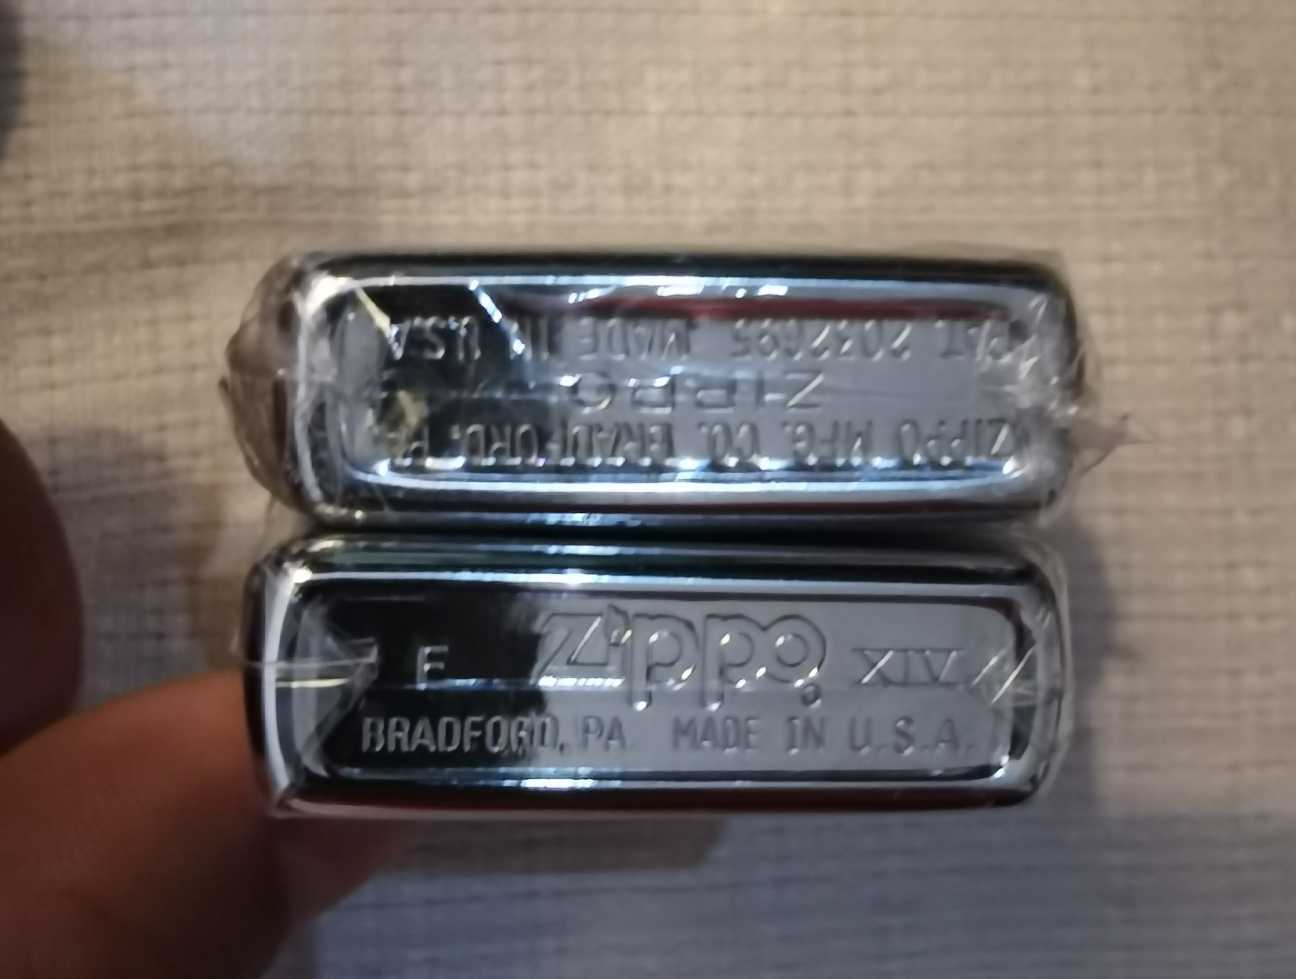 ZIPPO MFG. CO. BRADFORD, PA.
ZIPPO
PAT. 2032695 MADE IN U.S.A.
E Zippo XIV
BRADFORD, PA. MADE IN U.S.A.